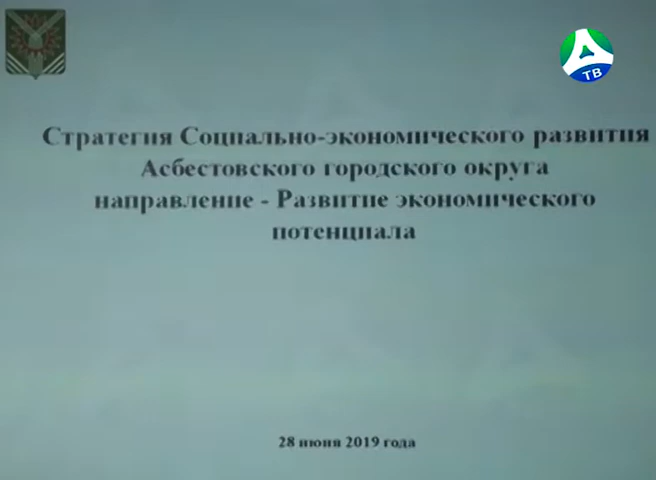 ТВ
Стратегия Социально-экономического развития
Асбестовского городского округа
направление - Развитие экономического
потенциала
28 июня 2019 года